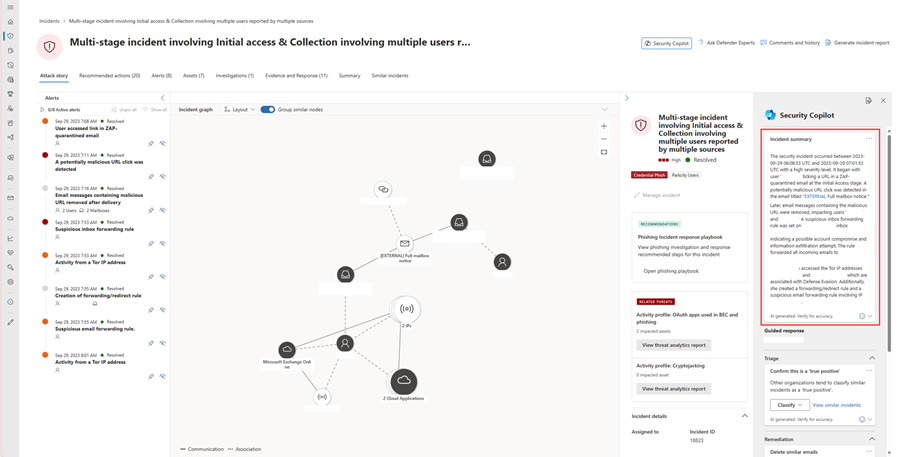 Incidents > Multi-stage incident involving Initial access & Collection involving multiple users reported by multiple sources
Multi-stage incident involving Initial access & Collection involving multiple users r...
Security Copilot
? Ask Defender Experts
Comments and history
Generate incident report
Attack story
Recommended actions (20)
Alerts (8)
Assets (7)
Investigations (1)
Evidence and Response (11)
Summary
Similar incidents
Alerts
0/8 Active alerts
Unpin all
Show all
Sep 29, 2023 7:08 AM Resolved
User accessed link in ZAP-
quarantined email
Sep 29, 2023 7:11 AM Resolved
A potentially malicious URL click was
detected
Sep 29, 2023 7:16 AM Resolved
Email messages containing malicious
URL removed after delivery
2 Users 2 Mailboxes
Sep 29, 2023 7:53 AM Resolved
Suspicious inbox forwarding
rule
Sep 29, 2023 7:53 AM Resolved
Activity from a Tor IP address
Sep 29, 2023 7:55 AM Resolved
Creation of forwarding/redirect rule
Sep 29, 2023 7:55 AM Resolved
Suspicious email forwarding rule.
Sep 29, 2023 8:01 AM Resolved
Activity from a Tor IP address
Incident graph
Layout
Group similar nodes
[EXTERNAL] Full mailbox
notice
2 IPs
Microsoft Exchange Onli
ne
2 Cloud Applications
Communication
Association
Multi-stage incident
involving Initial access &
Collection involving
multiple users reported
by multiple sources
High Resolved
Credential Phish
Parkcity Users
Manage incident
RECOMMENDATIONS
Phishing Incident response playbook
View phishing investigation and response
recommended steps for this incident
Open phishing playbook
RELATED THREATS
Activity profile: OAuth apps used in BEC and
phishing
2 impacted assets
View threat analytics report
Activity profile: Cryptojacking
0 impacted asset
View threat analytics report
Incident details
Assigned to
Incident ID
18823
Security Copilot
Incident summary
The security incident occurred between 2023-
09-29 06:08:53 UTC and 2023-09-29 07:01:52
UTC with a high severity level. It began with
user ' licking a URL in a ZAP-
quarantined email at the Initial Access stage. A
potentially malicious URL click was detected in
the email titled "EXTERNAL Full mailbox notice."
Later, email messages containing the malicious
URL were removed, impacting users '
and A suspicious inbox forwarding
rule was set on inbox
indicating a possible account compromise and
information exfiltration attempt. The rule
forwarded all incoming emails to
accessed the Tor IP addresses
and which are
associated with Defense Evasion. Additionally,
she created a forwarding/redirect rule and a
suspicious email forwarding rule involving IP
AI generated. Verify for accuracy.
Guided response
Triage
Confirm this is a 'true positive'
Other organizations tend to classify similar
incidents as a 'true positive'.
Classify
View similar incidents
AI generated. Verify for accuracy.
Remediation
Delete similar emails